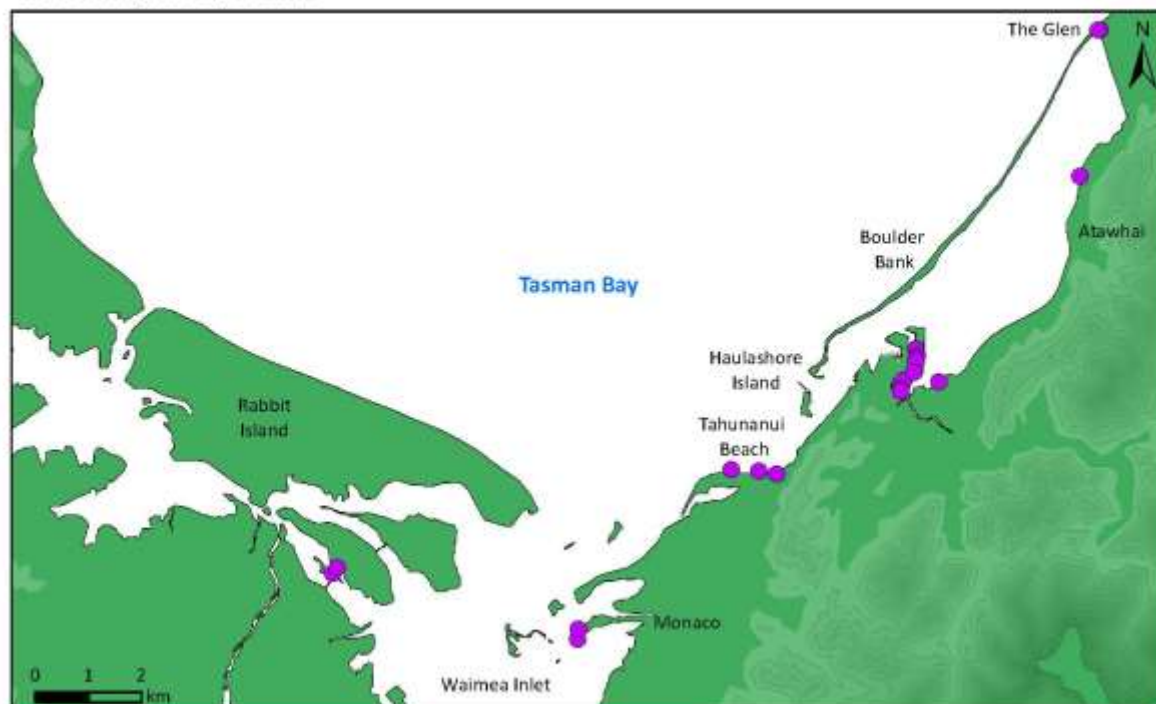 The Glen
N
Boulder
Bank
Atawhai
Tasman Bay
Haulashore
Island
Rabbit
Island
Tahunanui
Beach
Monaco
Waimea Inlet
0 1 2
km